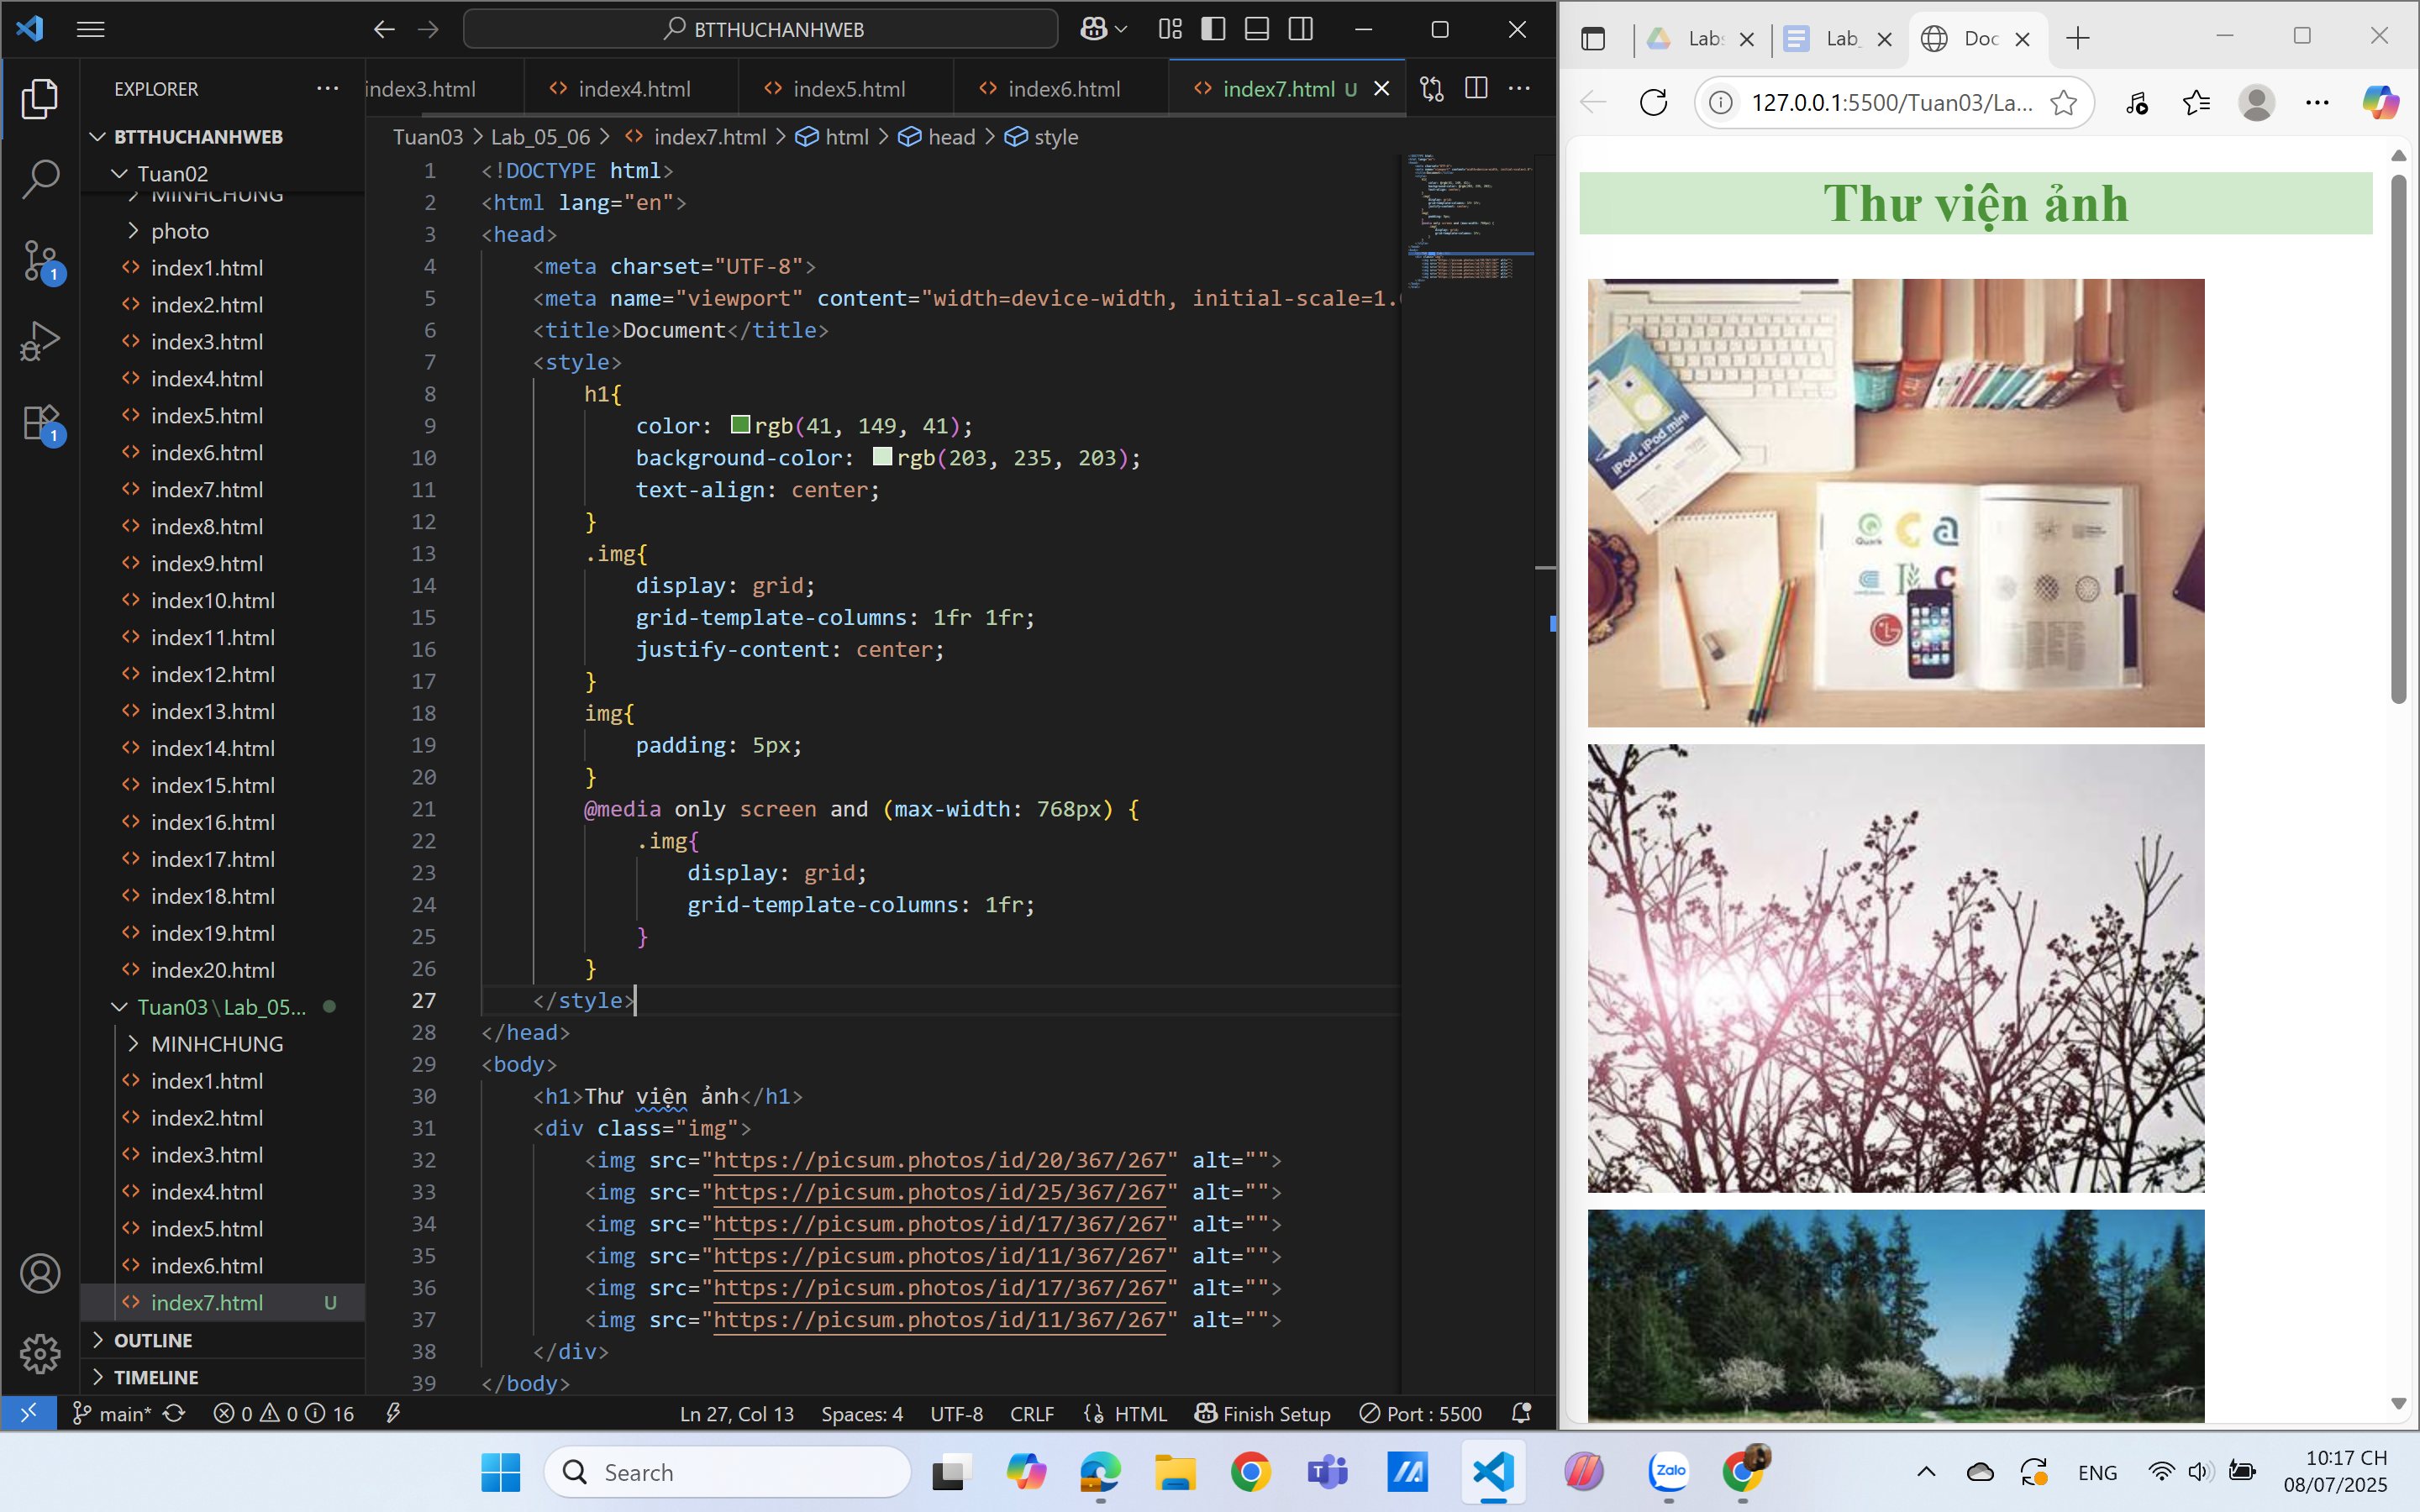 BTTHUCHANHWEB
EXPLORER
BTTHUCHANHWEB
Tuan02
MINHCHUNG
photo
index1.html
index2.html
index3.html
index4.html
index5.html
index6.html
index7.html
index8.html
index9.html
index10.html
index11.html
index12.html
index13.html
index14.html
index15.html
index16.html
index17.html
index18.html
index19.html
index20.html
Tuan03\Lab_05...
MINHCHUNG
index1.html
index2.html
index3.html
index4.html
index5.html
index6.html
index7.html U
OUTLINE
TIMELINE
index3.html index4.html index5.html index6.html index7.html U
Tuan03 > Lab_05_06 > index7.html > html > head > style
1 <!DOCTYPE html>
2 <html lang="en">
3 <head>
4 <meta charset="UTF-8">
5 <meta name="viewport" content="width=device-width, initial-scale=1.
6 <title>Document</title>
7 <style>
8 h1{
9 color: rgb(41, 149, 41);
10 background-color: rgb(203, 235, 203);
11 text-align: center;
12 }
13 .img{
14 display: grid;
15 grid-template-columns: 1fr 1fr;
16 justify-content: center;
17 }
18 img{
19 padding: 5px;
20 }
21 @media only screen and (max-width: 768px) {
22 .img{
23 display: grid;
24 grid-template-columns: 1fr;
25 }
26 }
27 </style>
28 </head>
29 <body>
30 <h1>Thư viện ảnh</h1>
31 <div class="img">
32 <img src="https://picsum.photos/id/20/367/267" alt="">
33 <img src="https://picsum.photos/id/25/367/267" alt="">
34 <img src="https://picsum.photos/id/17/367/267" alt="">
35 <img src="https://picsum.photos/id/11/367/267" alt="">
36 <img src="https://picsum.photos/id/17/367/267" alt="">
37 <img src="https://picsum.photos/id/11/367/267" alt="">
38 </div>
39 </body>
1
1
main* 0 0 16 Ln 27, Col 13 Spaces: 4 UTF-8 CRLF HTML Finish Setup Port : 5500
Labs Lab_ Doc
127.0.0.1:5500/Tuan03/La...
Thư viện ảnh
iPod iPod mini
Quark
LG
Search
Zalo
ENG
10:17 CH
08/07/2025